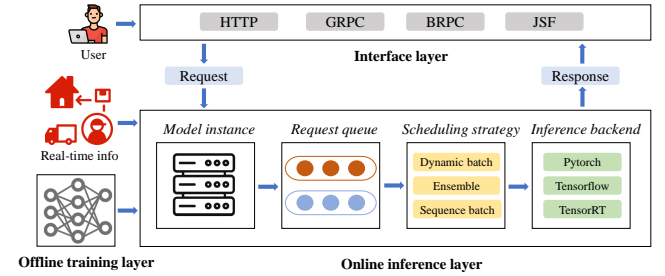 HTTP
GRPC
BRPC
JSF
User
Interface layer
Request
Response
Model instance
Request queue
Scheduling strategy
Inference backend
Real-time info
Dynamic batch
Ensemble
Sequence batch
Pytorch
Tensorflow
TensorRT
Offline training layer
Online inference layer